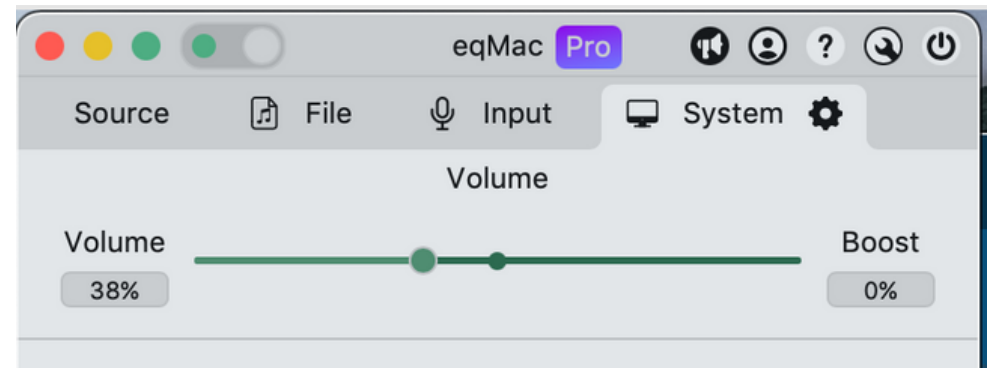 eqMac Pro ?
Source File Input System
Volume
Volume Boost
38% 0%